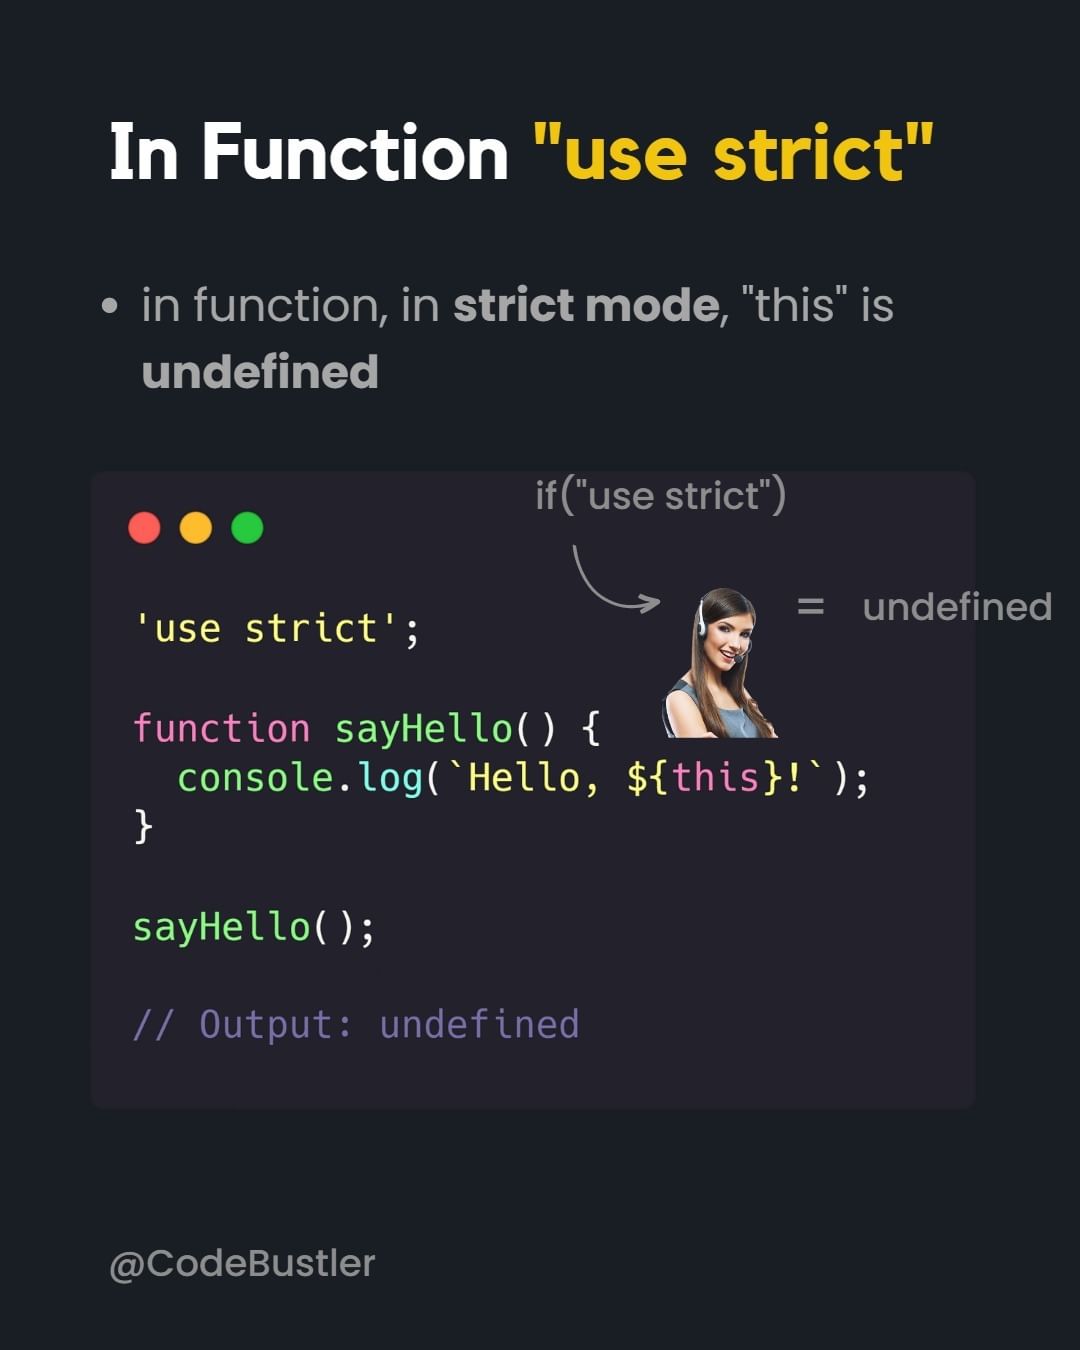 In Function "use strict"
• in function, in strict mode, "this" is
undefined
if("use strict")
= undefined
'use strict';
function sayHello() {
  console.log(`Hello, ${this}!`);
}
sayHello();
// Output: undefined
@CodeBustler